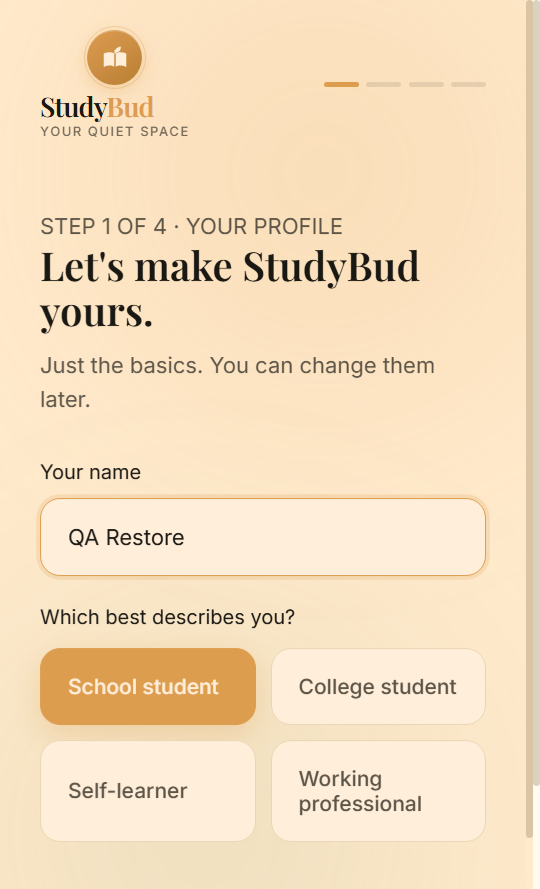 StudyBud
YOUR QUIET SPACE
STEP 1 OF 4 · YOUR PROFILE
Let's make StudyBud
yours.
Just the basics. You can change them
later.
Your name
QA Restore
Which best describes you?
School student
College student
Self-learner
Working
professional